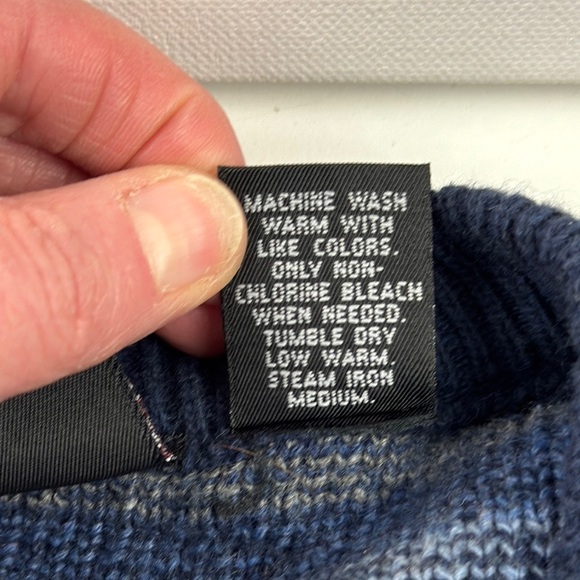 MACHINE WASH
WARM WITH
LIKE COLORS.
ONLY NON-
CHLORINE BLEACH
WHEN NEEDED.
TUMBLE DRY
LOW WARM.
STEAM IRON
MEDIUM.